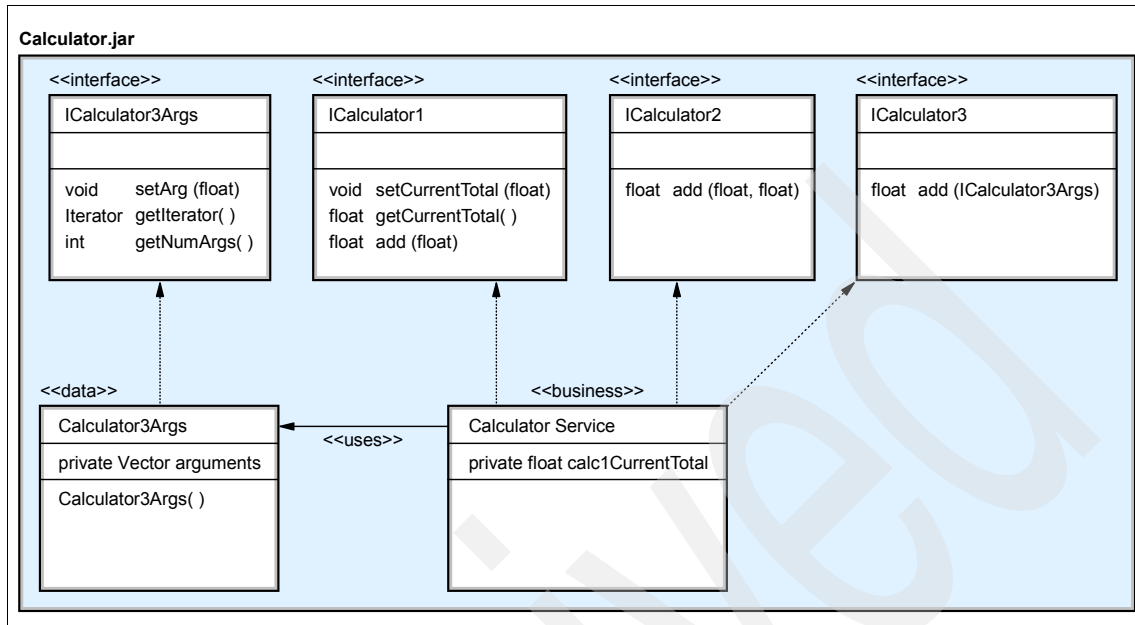 Calculator.jar
<<interface>> <<interface>> <<interface>> <<interface>>
ICalculator3Args
void setArg (float)
Iterator getIterator( )
int getNumArgs( )
ICalculator1
void setCurrentTotal (float)
float getCurrentTotal( )
float add (float)
ICalculator2
float add (float, float)
ICalculator3
float add (ICalculator3Args)
<<data>>
Calculator3Args
private Vector arguments
Calculator3Args( )
<<uses>>
<<business>>
Calculator Service
private float calc1CurrentTotal